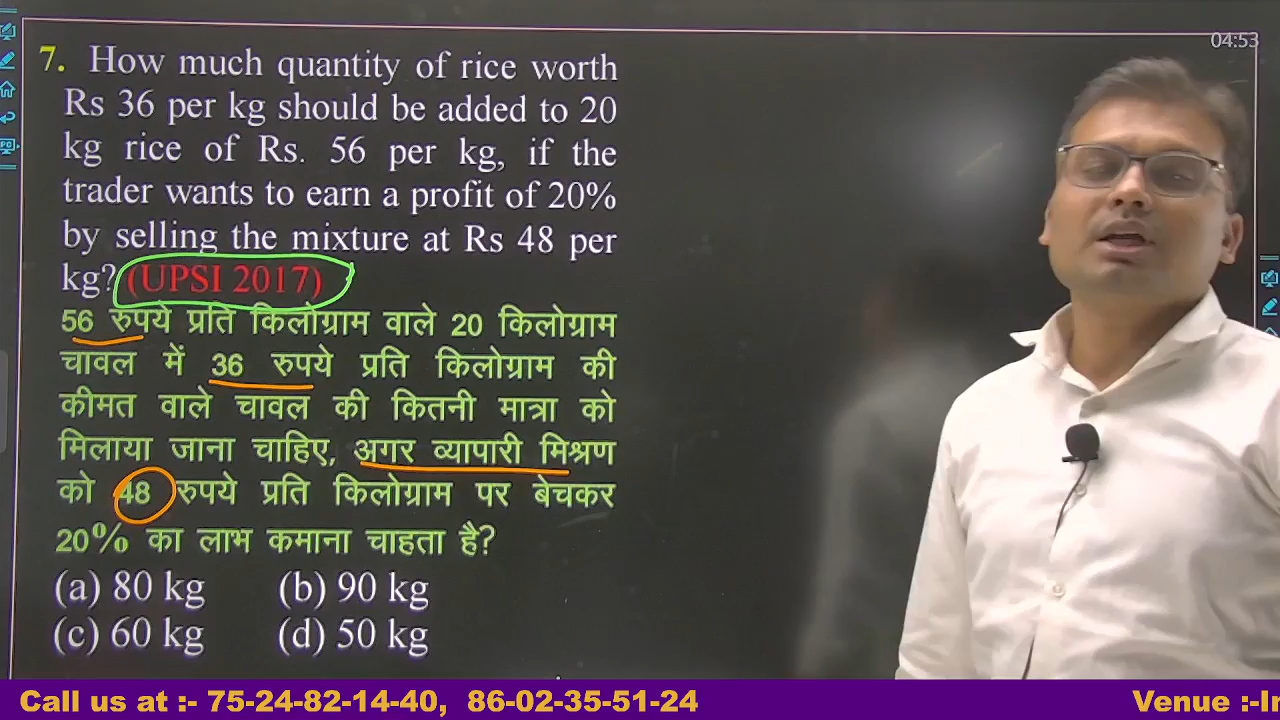 04:53
7. How much quantity of rice worth
Rs 36 per kg should be added to 20
kg rice of Rs. 56 per kg, if the
trader wants to earn a profit of 20%
by selling the mixture at Rs 48 per
kg? (UPSI 2017)
56 रुपये प्रति किलोग्राम वाले 20 किलोग्राम
चावल में 36 रुपये प्रति किलोग्राम की
कीमत वाले चावल की कितनी मात्रा को
मिलाया जाना चाहिए, अगर व्यापारी मिश्रण
को 48 रुपये प्रति किलोग्राम पर बेचकर
20% का लाभ कमाना चाहता है?
(a) 80 kg (b) 90 kg
(c) 60 kg (d) 50 kg
Call us at :- 75-24-82-14-40, 86-02-35-51-24 Venue :-